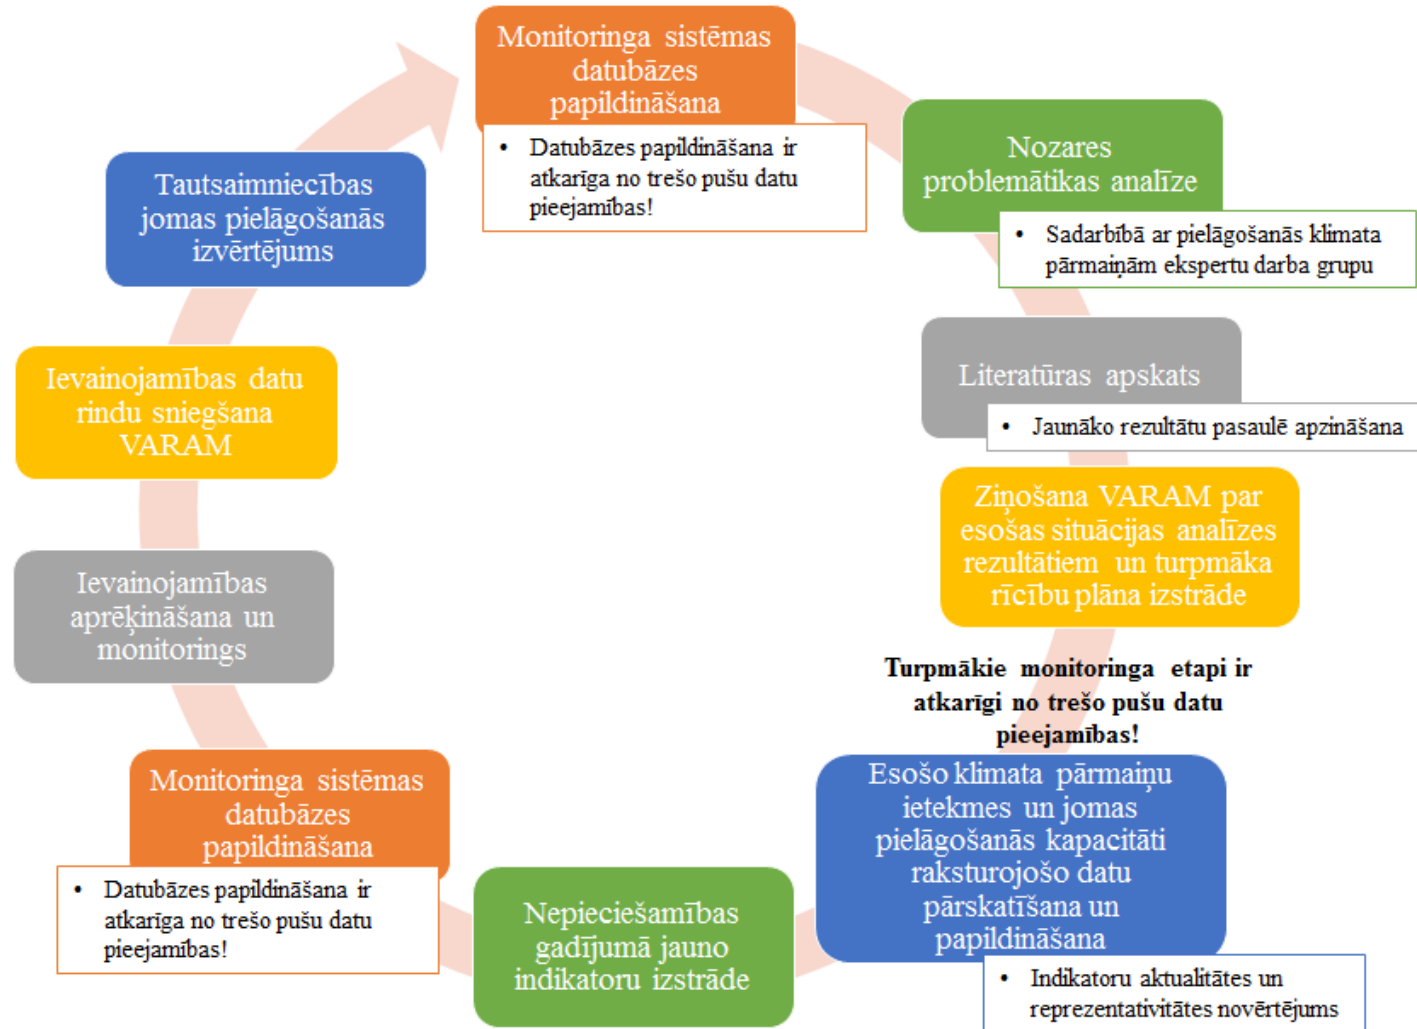 Monitoringa sistēmas
datubāzes
papildināšana
• Datubāzes papildināšana ir
atkarīga no trešo pušu datu
pieejamības!
Nozares
problemātikas analīze
• Sadarbībā ar pielāgošanās klimata
pārmaiņām ekspertu darba grupu
Literatūras apskats
• Jaunāko rezultātu pasaulē apzināšana
Ziņošana VARAM par
esošas situācijas analīzes
rezultātiem un turpmāka
rīcību plāna izstrāde
Turpmākie monitoringa etapi ir
atkarīgi no trešo pušu datu
pieejamības!
Esošo klimata pārmaiņu
ietekmes un jomas
pielāgošanās kapacitāti
raksturojošo datu
pārskatīšana un
papildināšana
• Indikatoru aktualitātes un
reprezentativitātes novērtējums
Nepieciešamības
gadījumā jauno
indikatoru izstrāde
Monitoringa sistēmas
datubāzes
papildināšana
• Datubāzes papildināšana ir
atkarīga no trešo pušu datu
pieejamības!
Ievainojamības
aprēķināšana un
monitorings
Ievainojamības datu
rindu sniegšana
VARAM
Tautsaimniecības
jomas pielāgošanās
izvērtējums